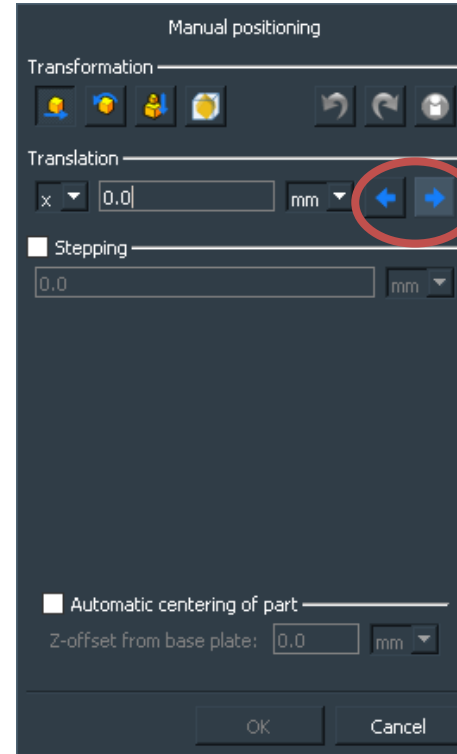 Manual positioning
Transformation
Translation
x 0.0 mm
Stepping
0.0 mm
Automatic centering of part
Z-offset from base plate: 0.0 mm
OK Cancel